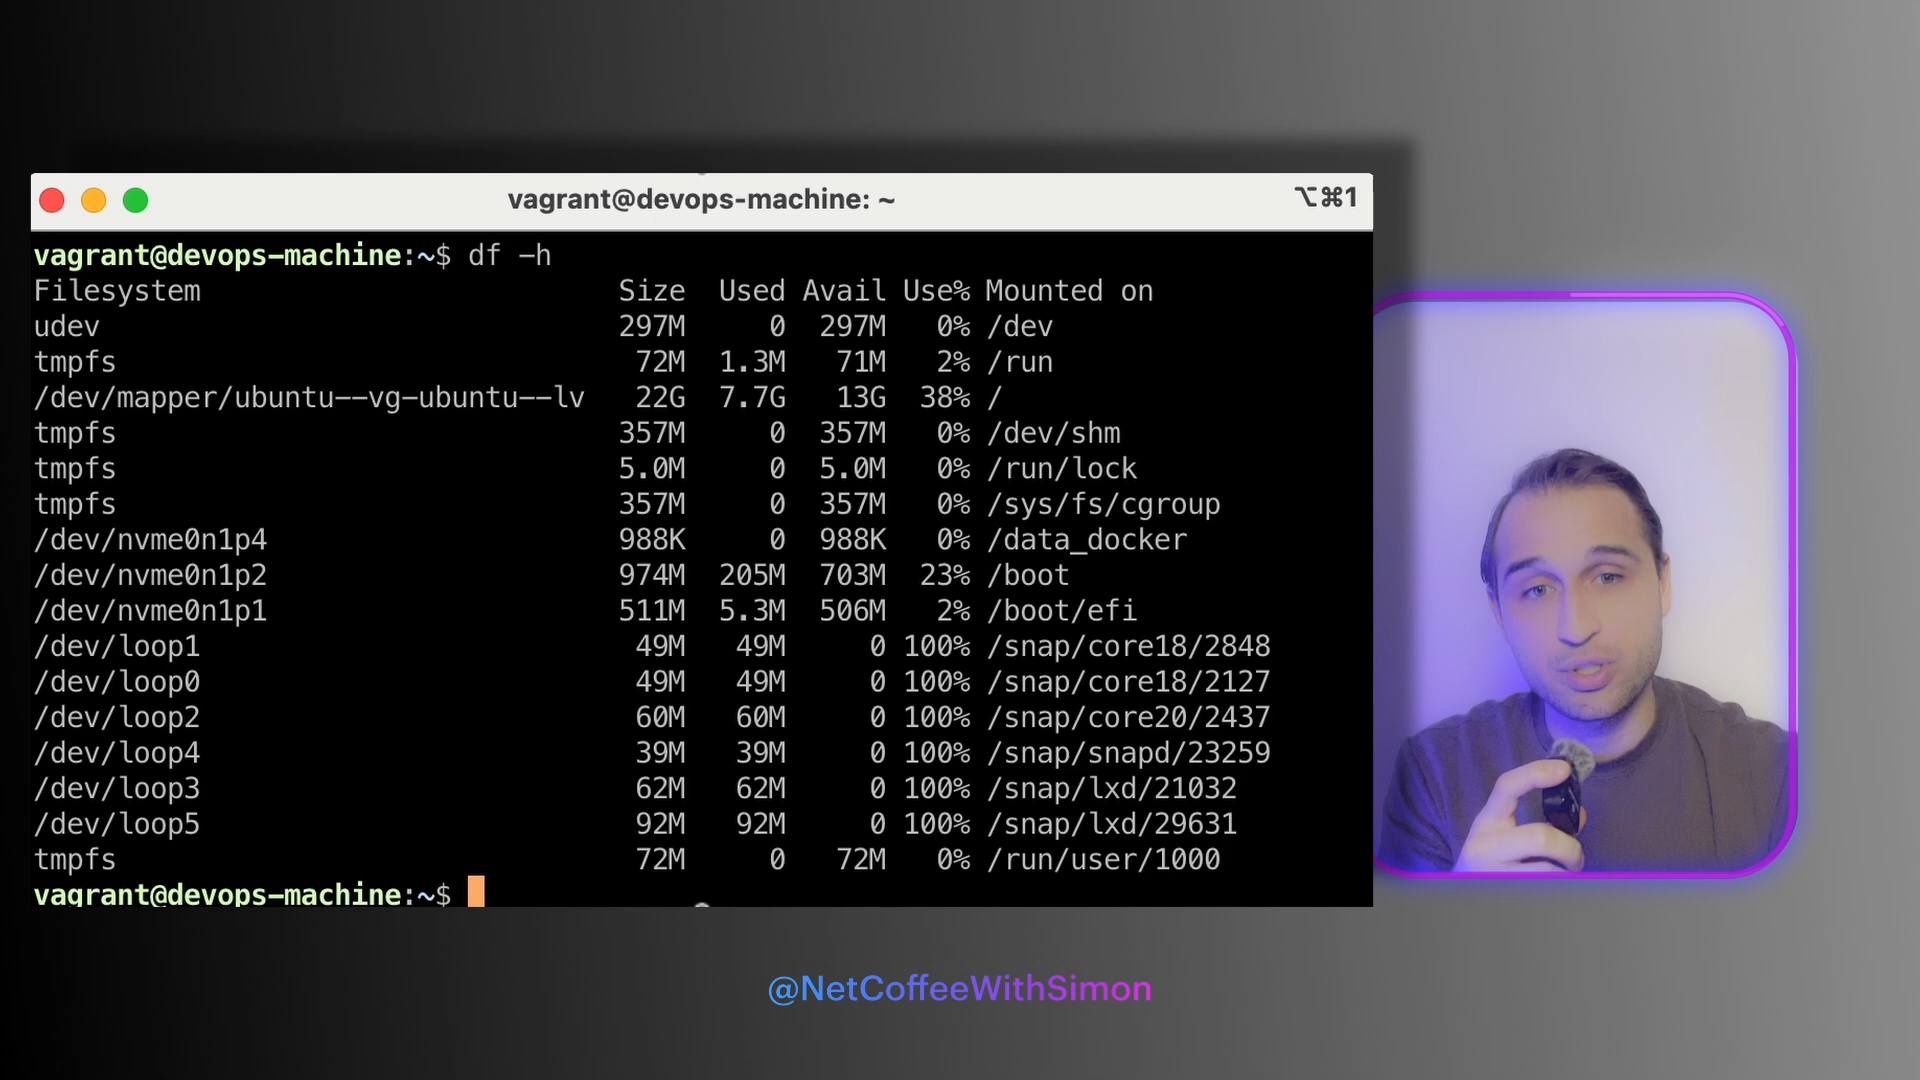 vagrant@devops-machine: ~ ⌥⌘1
vagrant@devops-machine:~$ df -h
Filesystem Size Used Avail Use% Mounted on
udev 297M 0 297M 0% /dev
tmpfs 72M 1.3M 71M 2% /run
/dev/mapper/ubuntu--vg-ubuntu--lv 22G 7.7G 13G 38% /
tmpfs 357M 0 357M 0% /dev/shm
tmpfs 5.0M 0 5.0M 0% /run/lock
tmpfs 357M 0 357M 0% /sys/fs/cgroup
/dev/nvme0n1p4 988K 0 988K 0% /data_docker
/dev/nvme0n1p2 974M 205M 703M 23% /boot
/dev/nvme0n1p1 511M 5.3M 506M 2% /boot/efi
/dev/loop1 49M 49M 0 100% /snap/core18/2848
/dev/loop0 49M 49M 0 100% /snap/core18/2127
/dev/loop2 60M 60M 0 100% /snap/core20/2437
/dev/loop4 39M 39M 0 100% /snap/snapd/23259
/dev/loop3 62M 62M 0 100% /snap/lxd/21032
/dev/loop5 92M 92M 0 100% /snap/lxd/29631
tmpfs 72M 0 72M 0% /run/user/1000
vagrant@devops-machine:~$
@NetCoffeeWithSimon